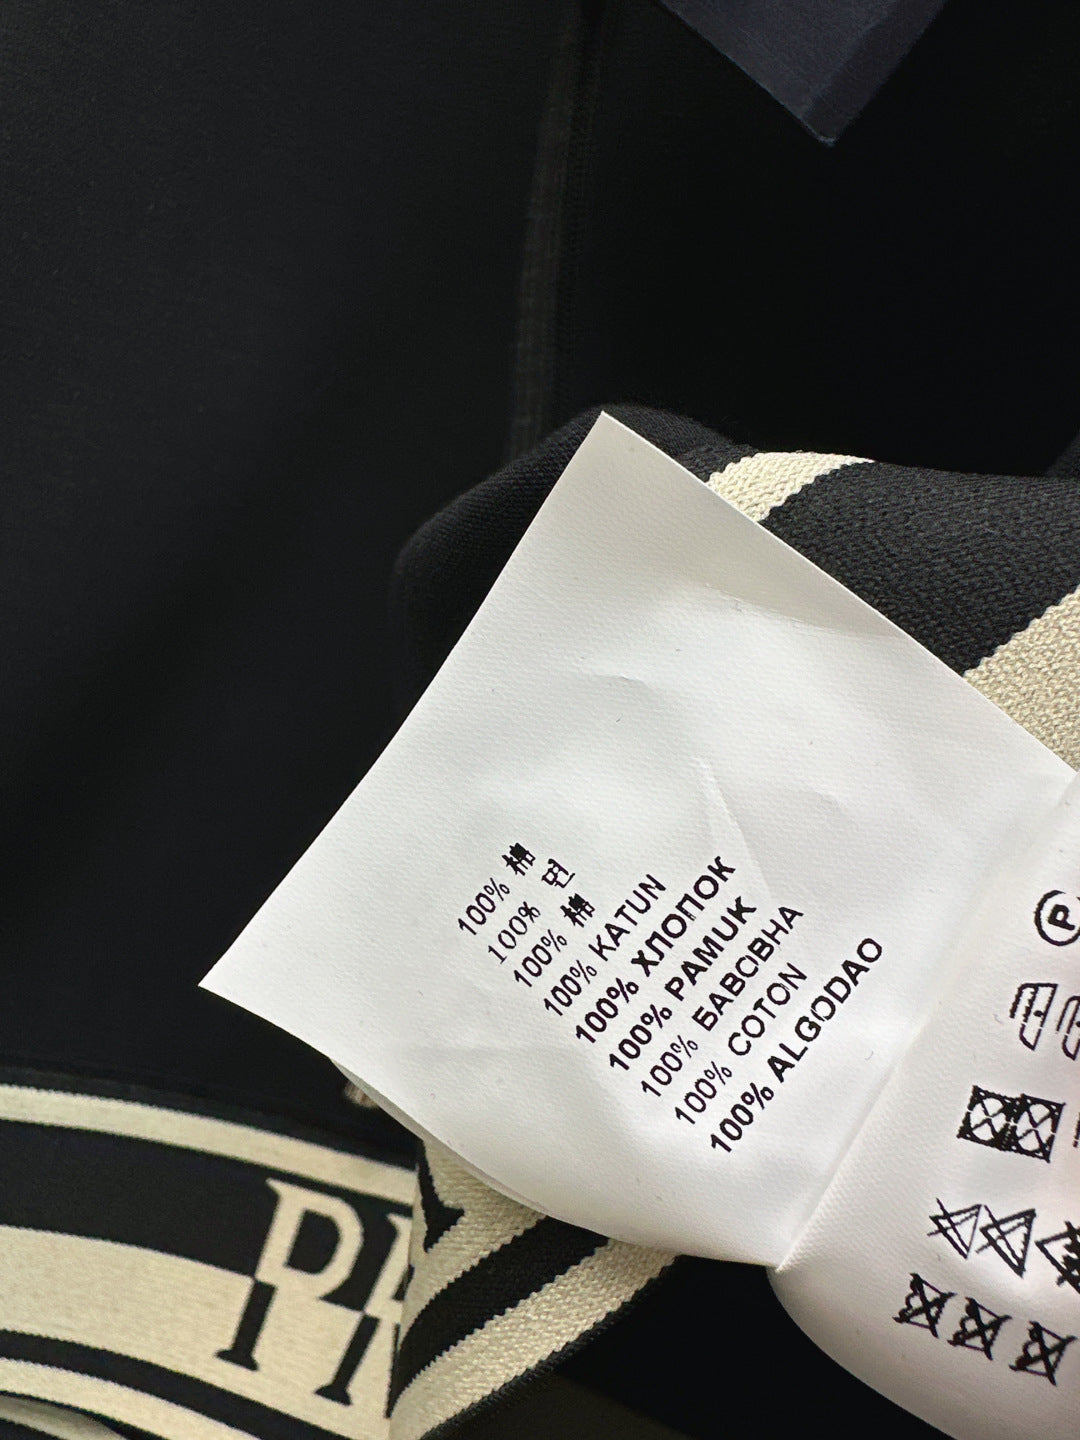 100% 棉
100% 면
100% 棉
100% KATUN
100% ХЛОПОК
100% PAMUK
100% БАВОВНА
100% COTON
100% ALGODAO
P